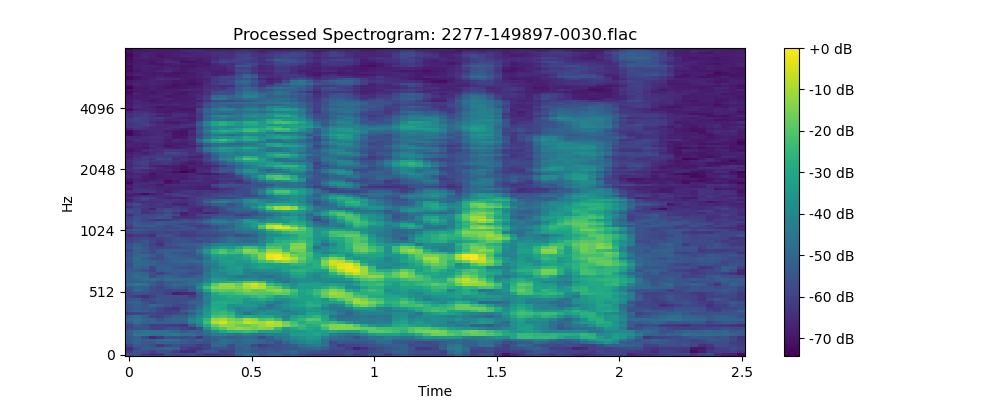 Processed Spectrogram: 2277-149897-0030.flac
Hz
4096
2048
1024
512
0
0
0.5
1
1.5
2
2.5
Time
+0 dB
-10 dB
-20 dB
-30 dB
-40 dB
-50 dB
-60 dB
-70 dB